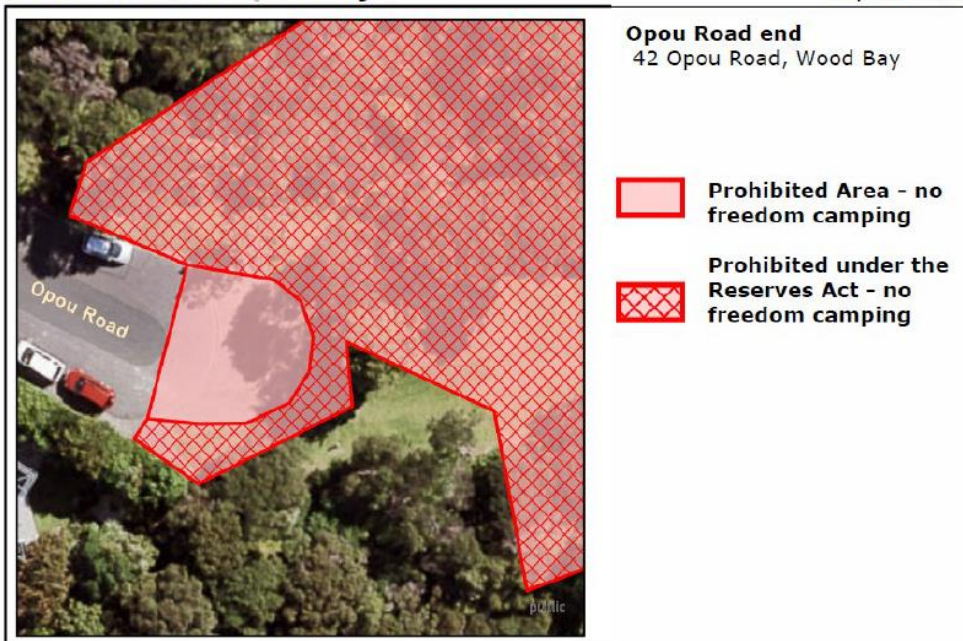 Opou Road end
42 Opou Road, Wood Bay
Prohibited Area - no
freedom camping
Prohibited under the
Reserves Act - no
freedom camping
Opou Road
public